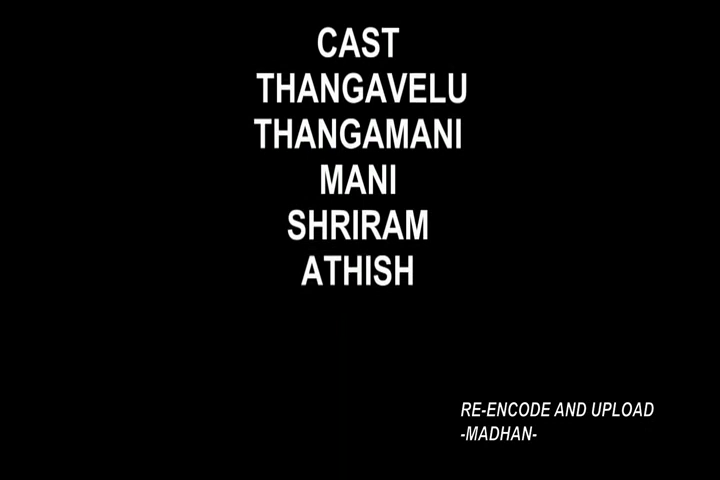 CAST
THANGAVELU
THANGAMANI
MANI
SHRIRAM
ATHISH
RE-ENCODE AND UPLOAD
-MADHAN-